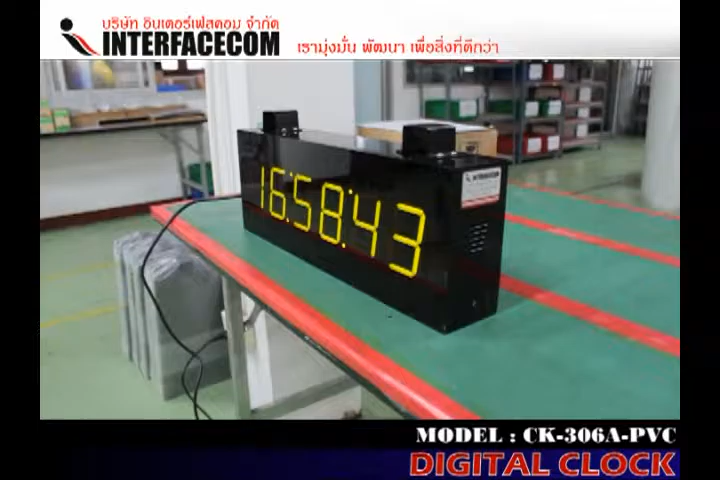 บริษัท อินเตอร์เฟสคอม จำกัด
INTERFACECOM
เรามุ่งมั่น พัฒนา เพื่อสิ่งที่ดีกว่า
INTERFACECOM
16:58:43
MODEL : CK-306A-PVC
DIGITAL CLOCK